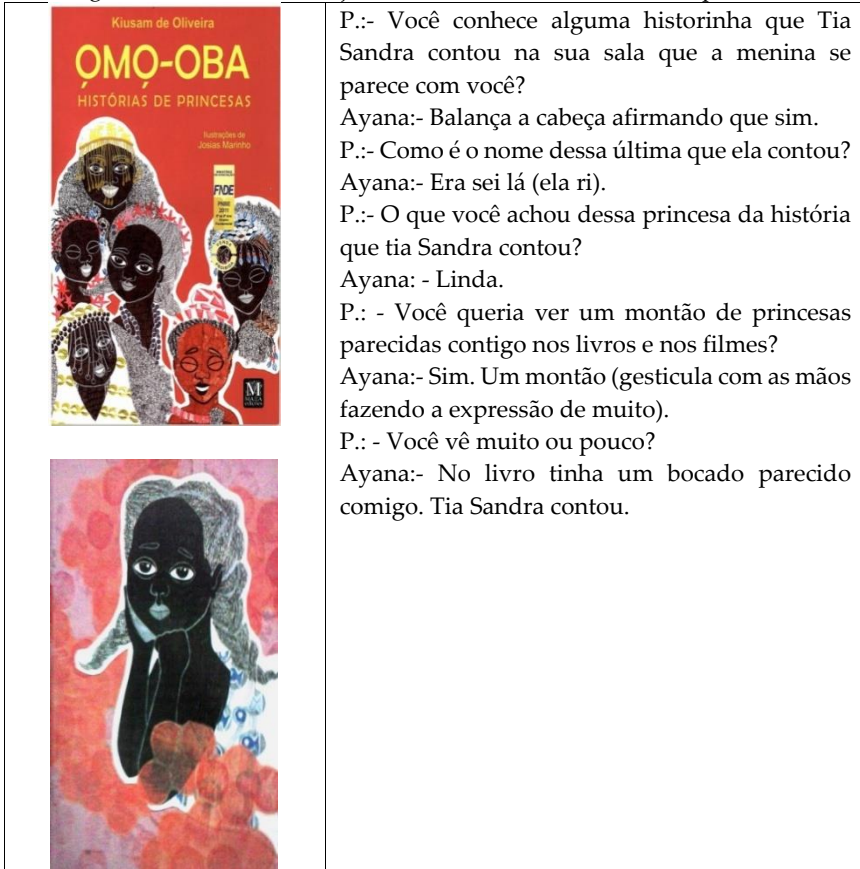 Kiusam de Oliveira
ỌMỌ-OBA
HISTÓRIAS DE PRINCESAS
Ilustrações de
Josias Marinho
FNDE
PNBE
2011
M
P.:- Você conhece alguma historinha que Tia
Sandra contou na sua sala que a menina se
parece com você?
Ayana:- Balança a cabeça afirmando que sim.
P.:- Como é o nome dessa última que ela contou?
Ayana:- Era sei lá (ela ri).
P.:- O que você achou dessa princesa da história
que tia Sandra contou?
Ayana: - Linda.
P.: - Você queria ver um montão de princesas
parecidas contigo nos livros e nos filmes?
Ayana:- Sim. Um montão (gesticula com as mãos
fazendo a expressão de muito).
P.: - Você vê muito ou pouco?
Ayana:- No livro tinha um bocado parecido
comigo. Tia Sandra contou.